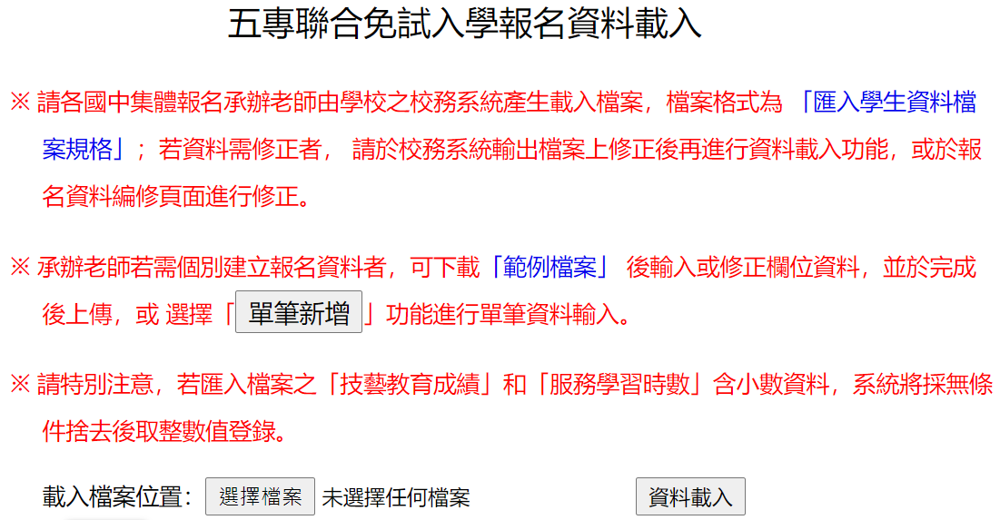 五專聯合免試入學報名資料載入
※ 請各國中集體報名承辦老師由學校之校務系統產生載入檔案，檔案格式為 「匯入學生資料檔
案規格」；若資料需修正者， 請於校務系統輸出檔案上修正後再進行資料載入功能，或於報
名資料編修頁面進行修正。
※ 承辦老師若需個別建立報名資料者，可下載「範例檔案」 後輸入或修正欄位資料，並於完成
後上傳，或 選擇「單筆新增」功能進行單筆資料輸入。
※ 請特別注意，若匯入檔案之「技藝教育成績」和「服務學習時數」含小數資料，系統將採無條
件捨去後取整數值登錄。
載入檔案位置： 選擇檔案 未選擇任何檔案 資料載入